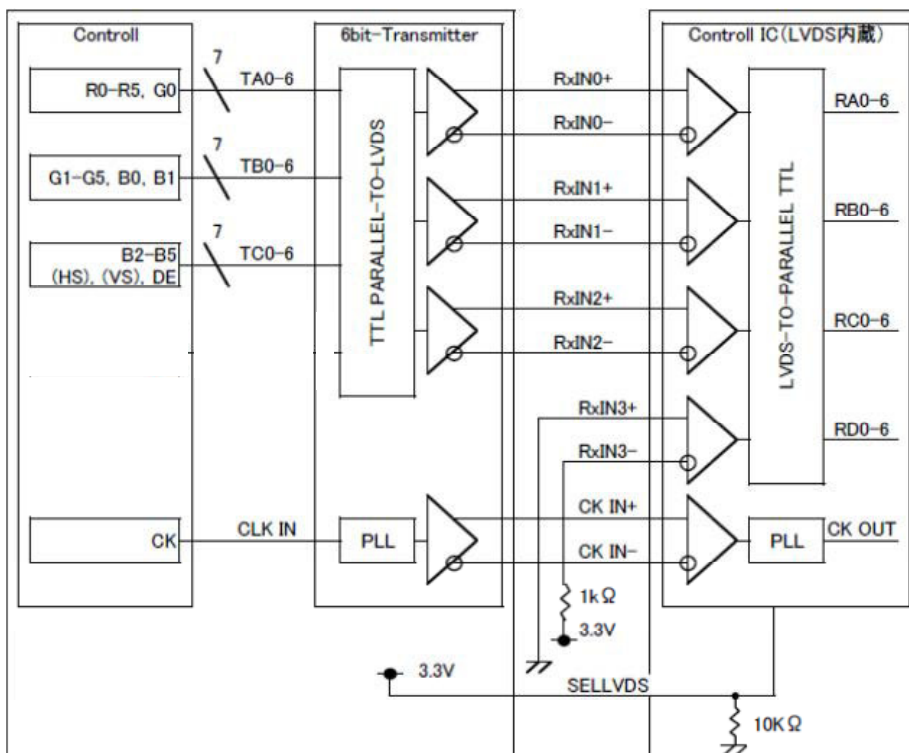 Controll
6bit-Transmitter
Controll IC(LVDS内蔵)
R0-R5, G0
7
TA0-6
RxIN0+
RxIN0-
RA0-6
G1-G5, B0, B1
7
TB0-6
RxIN1+
RxIN1-
RB0-6
B2-B5
(HS), (VS), DE
7
TC0-6
RxIN2+
RxIN2-
RC0-6
TTL PARALLEL-TO-LVDS
LVDS-TO-PARALLEL TTL
RxIN3+
RxIN3-
RD0-6
CK
CLK IN
PLL
CK IN+
CK IN-
PLL
CK OUT
1kΩ
3.3V
3.3V
SELLVDS
10KΩ